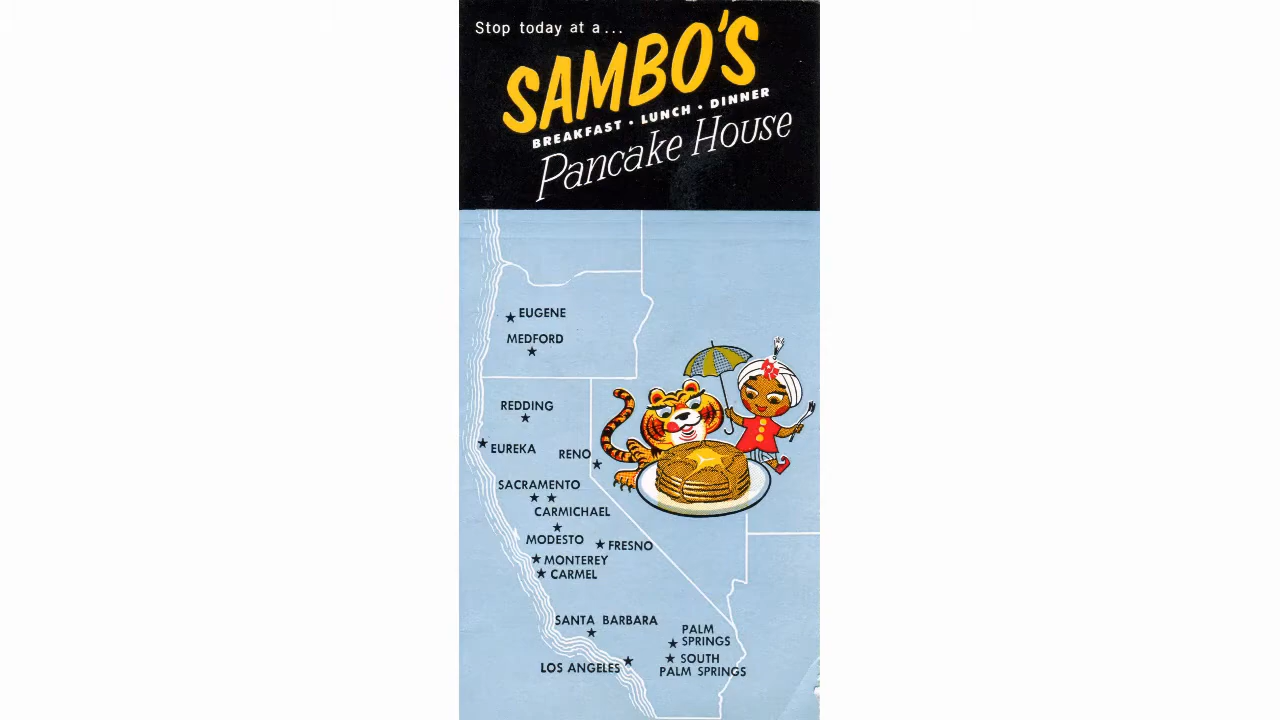 Stop today at a...
SAMBO'S
BREAKFAST • LUNCH • DINNER
Pancake House
EUGENE
MEDFORD
REDDING
EUREKA
RENO
SACRAMENTO
CARMICHAEL
MODESTO
FRESNO
MONTEREY
CARMEL
SANTA BARBARA
PALM
SPRINGS
LOS ANGELES
SOUTH
PALM SPRINGS